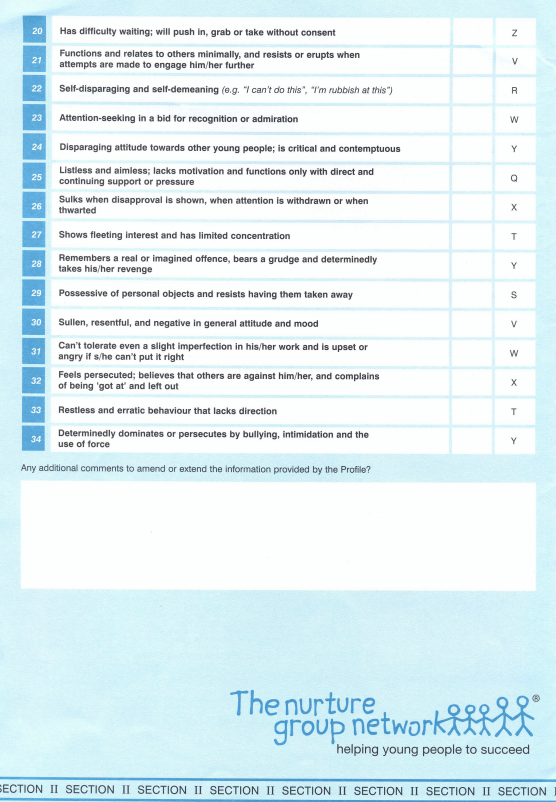 20 Has difficulty waiting; will push in, grab or take without consent Z
21 Functions and relates to others minimally, and resists or erupts when
attempts are made to engage him/her further V
22 Self-disparaging and self-demeaning (e.g. "I can't do this", "I'm rubbish at this") R
23 Attention-seeking in a bid for recognition or admiration W
24 Disparaging attitude towards other young people; is critical and contemptuous Y
25 Listless and aimless; lacks motivation and functions only with direct and
continuing support or pressure Q
26 Sulks when disapproval is shown, when attention is withdrawn or when
thwarted X
27 Shows fleeting interest and has limited concentration T
28 Remembers a real or imagined offence, bears a grudge and determinedly
takes his/her revenge Y
29 Possessive of personal objects and resists having them taken away S
30 Sullen, resentful, and negative in general attitude and mood V
31 Can't tolerate even a slight imperfection in his/her work and is upset or
angry if s/he can't put it right W
32 Feels persecuted; believes that others are against him/her, and complains
of being 'got at' and left out X
33 Restless and erratic behaviour that lacks direction T
34 Determinedly dominates or persecutes by bullying, intimidation and the
use of force Y
Any additional comments to amend or extend the information provided by the Profile?
The nurture
group network ®
helping young people to succeed
SECTION II SECTION II SECTION II SECTION II SECTION II SECTION II SECTION II SECTION